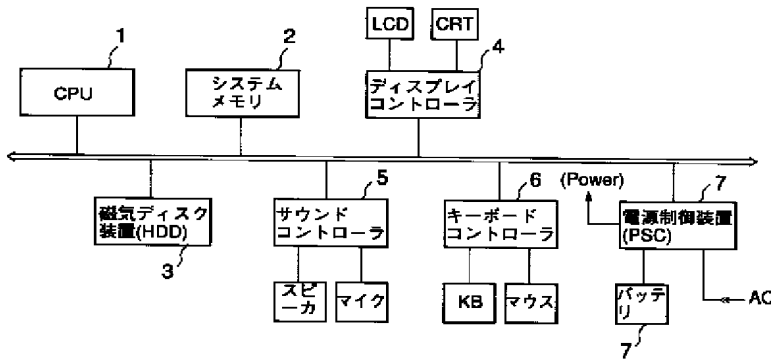 LCD
CRT
1
2
4
CPU
システム
メモリ
ディスプレイ
コントローラ
5
6
(Power)
7
磁気ディスク
装置(HDD)
3
サウンド
コントローラ
キーボード
コントローラ
電源制御装置
(PSC)
スピ
ーカ
マイク
KB
マウス
バッテ
リ
AC
7